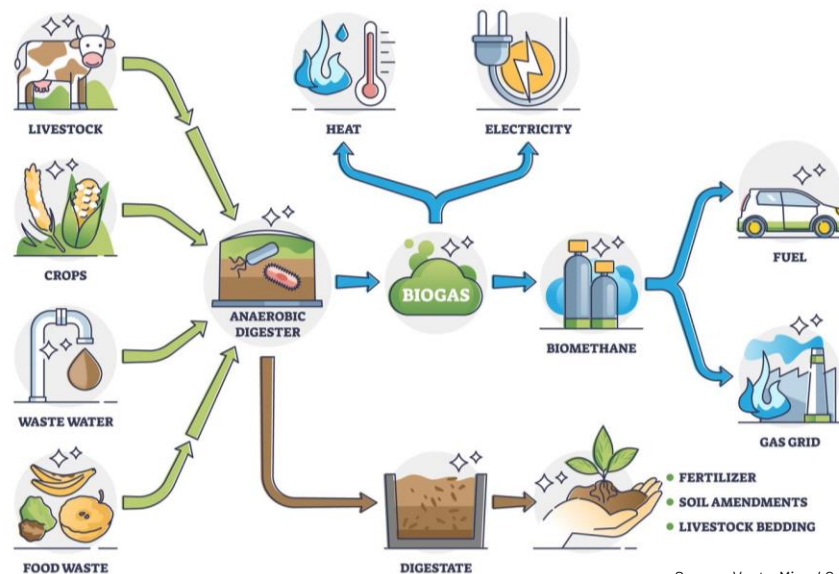 LIVESTOCK
HEAT
ELECTRICITY
CROPS
ANAEROBIC
DIGESTER
BIOGAS
BIOMETHANE
FUEL
WASTE WATER
GAS GRID
FOOD WASTE
DIGESTATE
• FERTILIZER
• SOIL AMENDMENTS
• LIVESTOCK BEDDING